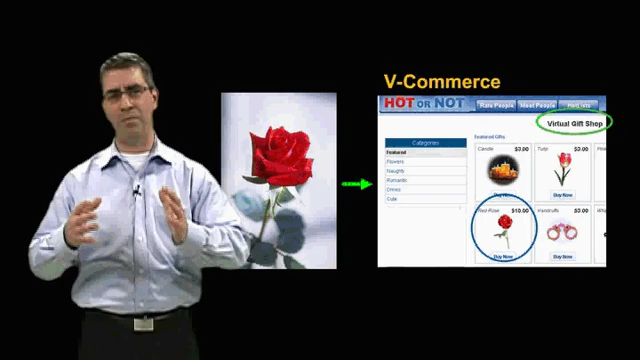 V-Commerce
HOT OR NOT
Rate People
Meet People
Hot Lists
Virtual Gift Shop
Categories
Featured
Flowers
Naughty
Romantic
Drinks
Cute
Featured Gifts
Candle $3.00
Buy Now
Tulip $3.00
Buy Now
Red Rose $10.00
Buy Now
Handcuffs $3.00
Buy Now